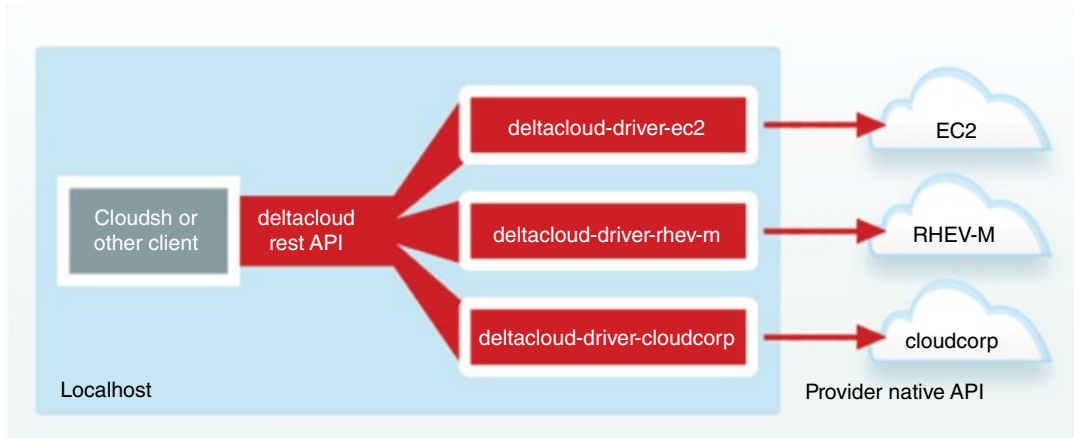 deltacloud-driver-ec2
EC2
Cloudsh or
other client
deltacloud
rest API
deltacloud-driver-rhev-m
RHEV-M
deltacloud-driver-cloudcorp
cloudcorp
Localhost
Provider native API